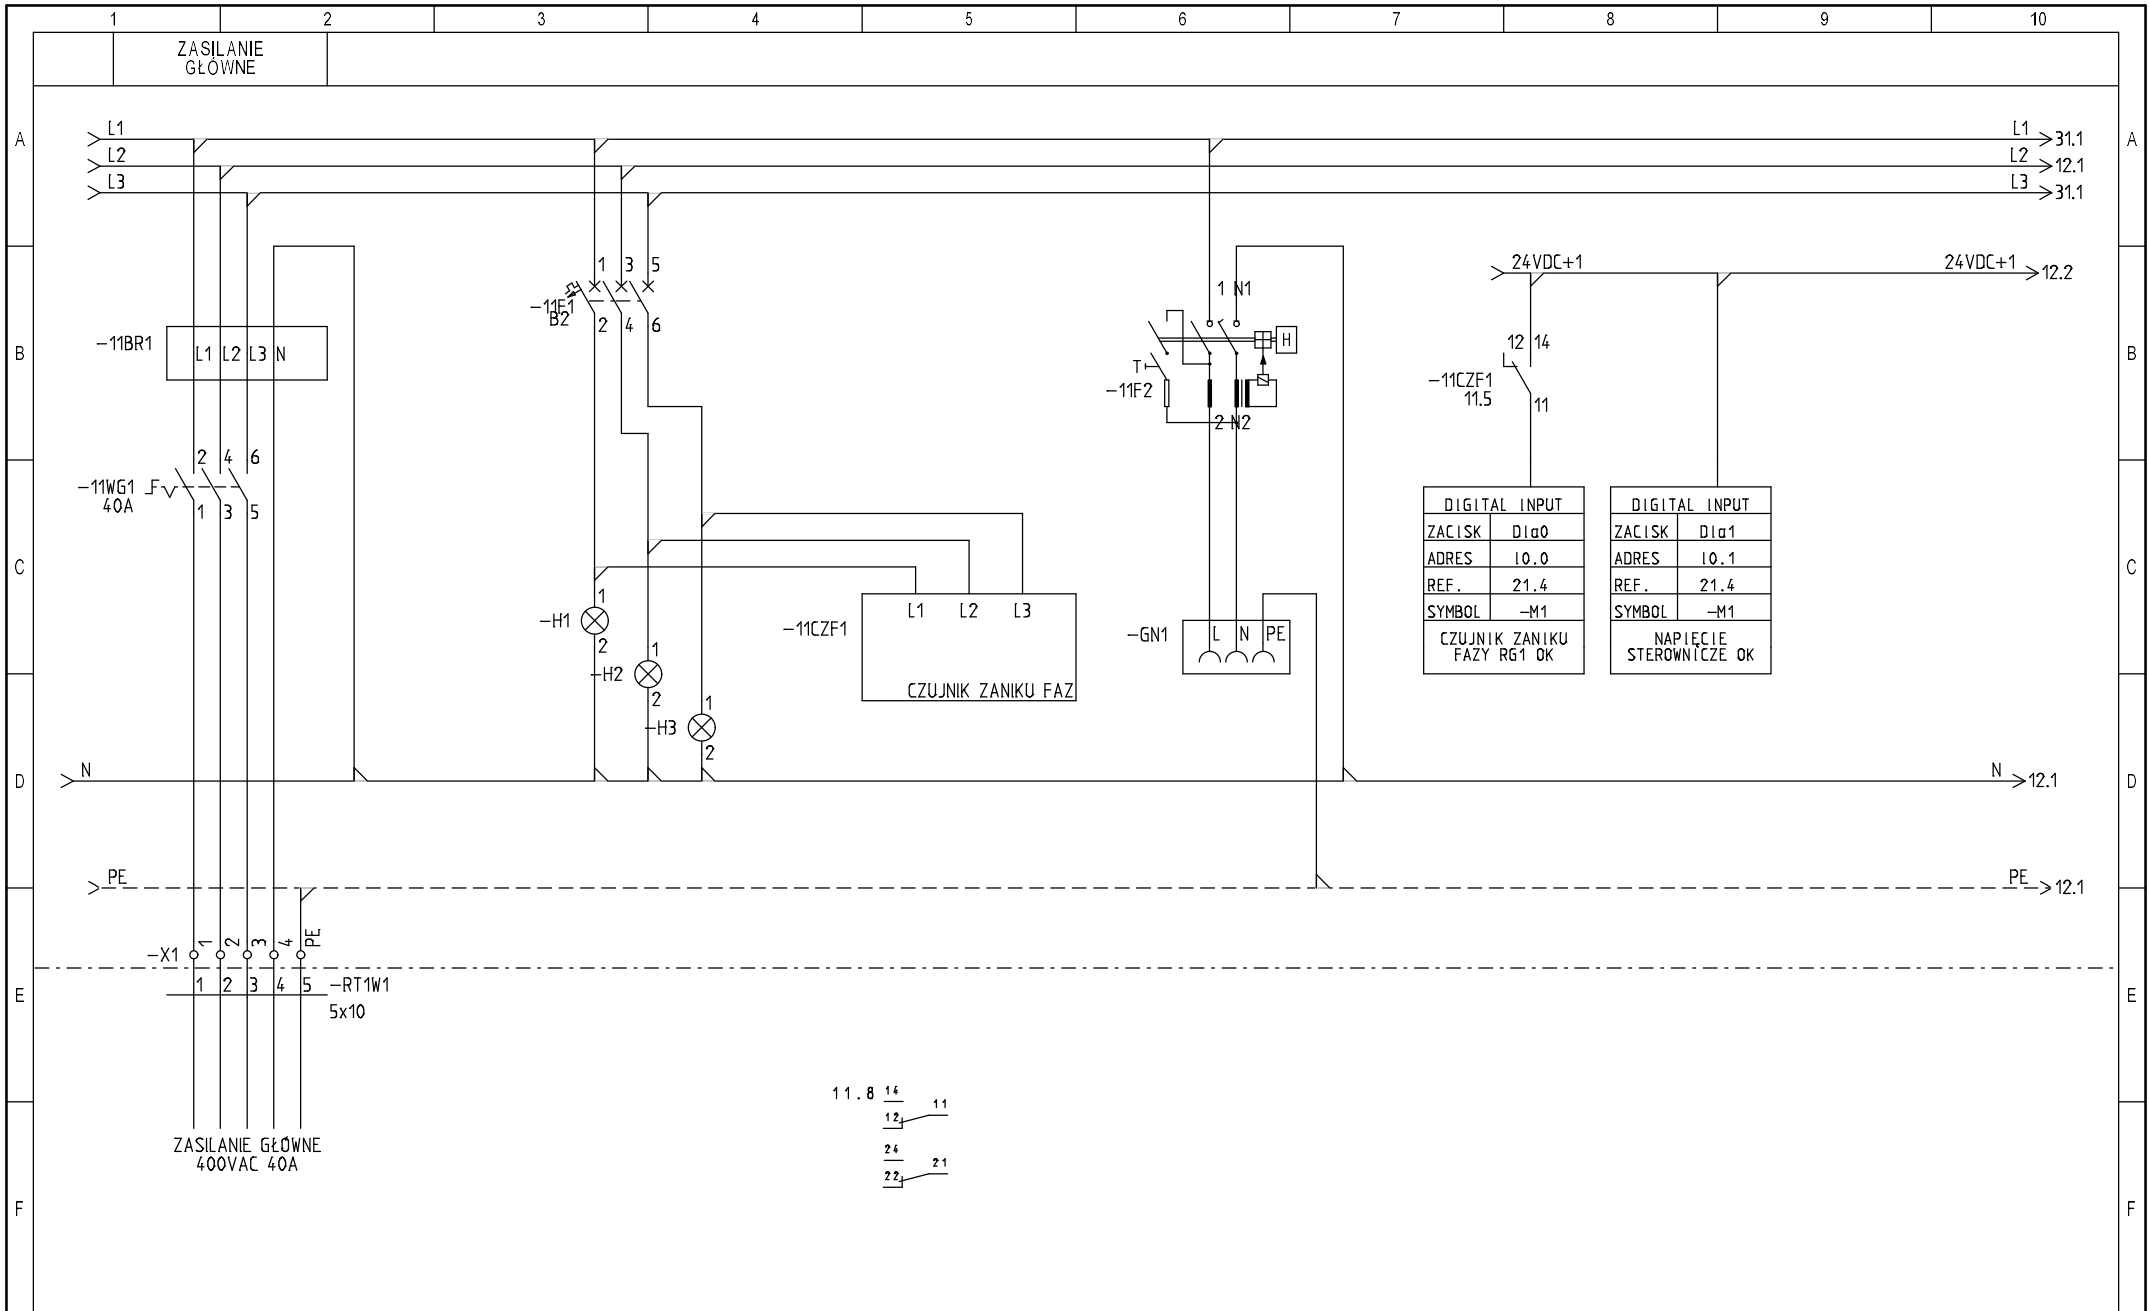 1 2 3 4 5 6 7 8 9 10
ZASILANIE
GŁÓWNE
A A
L1 L1 31.1
L2 L2 12.1
L3 L3 31.1
B B
-11BR1
L1 L2 L3 N
2 4 6
-11WG1
40A
1 3 5
1 3 5
-11F1
B2
2 4 6
1 N1
H
T
-11F2
2 N2
24VDC+1 24VDC+1 12.2
12 14
-11CZF1
11.5
11
C C
1
-H1
2
1
-H2
2
1
-H3
2
-11CZF1
L1 L2 L3
CZUJNIK ZANIKU FAZ
-GN1
L N PE
DIGITAL INPUT
ZACISK DIa0
ADRES I0.0
REF. 21.4
SYMBOL -M1
CZUJNIK ZANIKU
FAZY RG1 OK
DIGITAL INPUT
ZACISK DIa1
ADRES I0.1
REF. 21.4
SYMBOL -M1
NAPIĘCIE
STEROWNICZE OK
D D
N N 12.1
PE PE 12.1
-X1
1 2 3 4 PE
E E
1 2 3 4 5 -RT1W1
5x10
ZASILANIE GŁÓWNE
400VAC 40A
11.8 14
12 11
24
22 21
F F